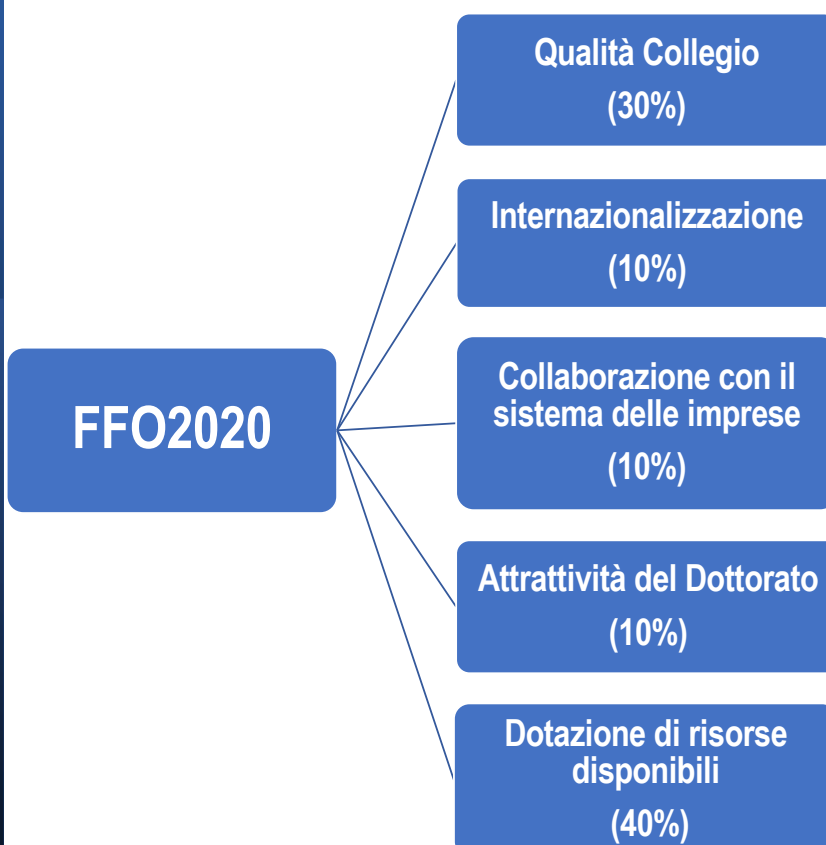 FFO2020
Qualità Collegio
(30%)
Internazionalizzazione
(10%)
Collaborazione con il
sistema delle imprese
(10%)
Attrattività del Dottorato
(10%)
Dotazione di risorse
disponibili
(40%)